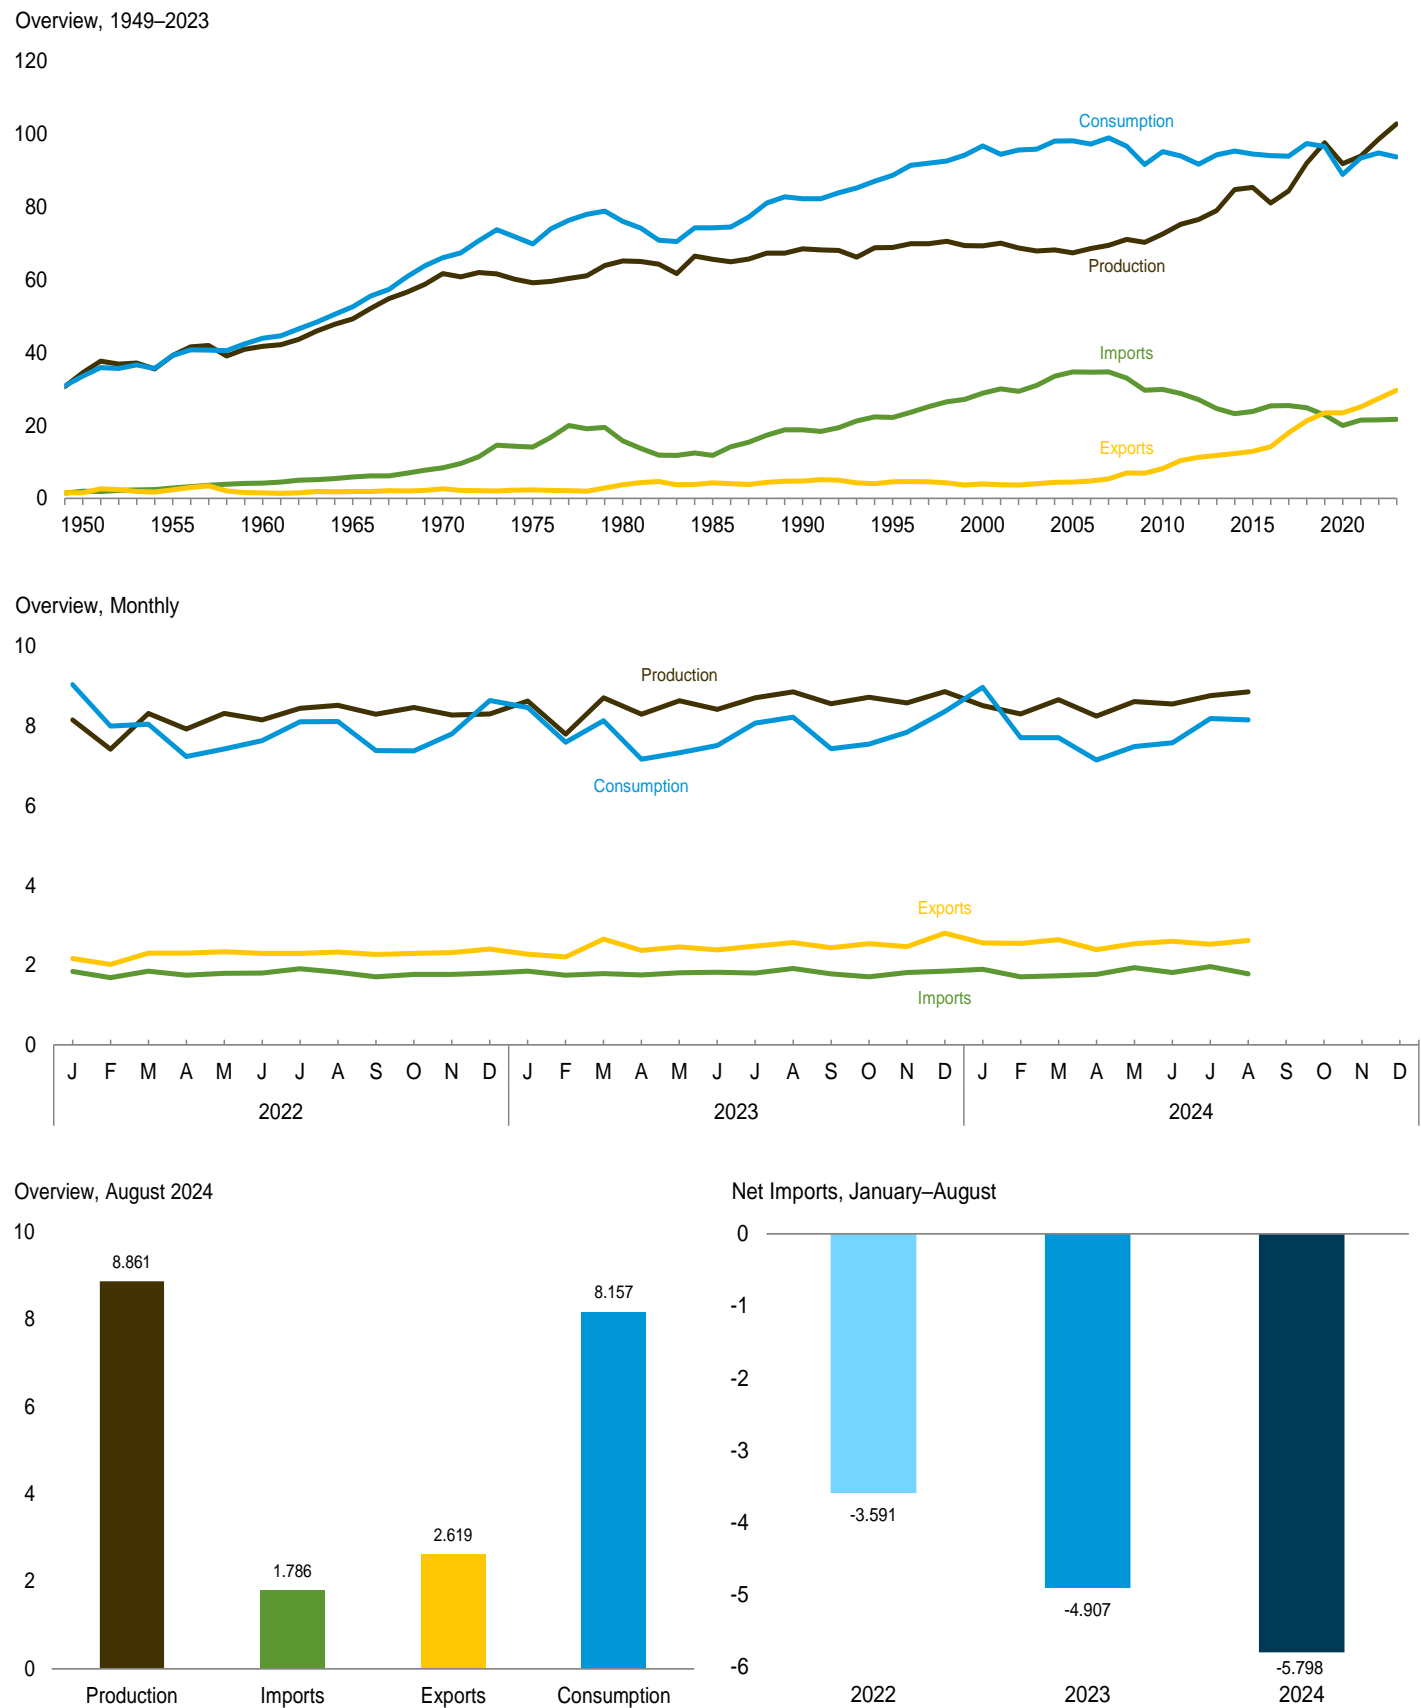 Overview, 1949–2023
120
100
80
60
40
20
0
Consumption
Production
Imports
Exports
1950 1955 1960 1965 1970 1975 1980 1985 1990 1995 2000 2005 2010 2015 2020
Overview, Monthly
10
8
6
4
2
0
Production
Consumption
Exports
Imports
J F M A M J J A S O N D J F M A M J J A S O N D J F M A M J J A S O N D
2022 2023 2024
Overview, August 2024
10
8
6
4
2
0
8.861
1.786
2.619
8.157
Production Imports Exports Consumption
Net Imports, January–August
0
-1
-2
-3
-4
-5
-6
-3.591
-4.907
-5.798
2022 2023 2024